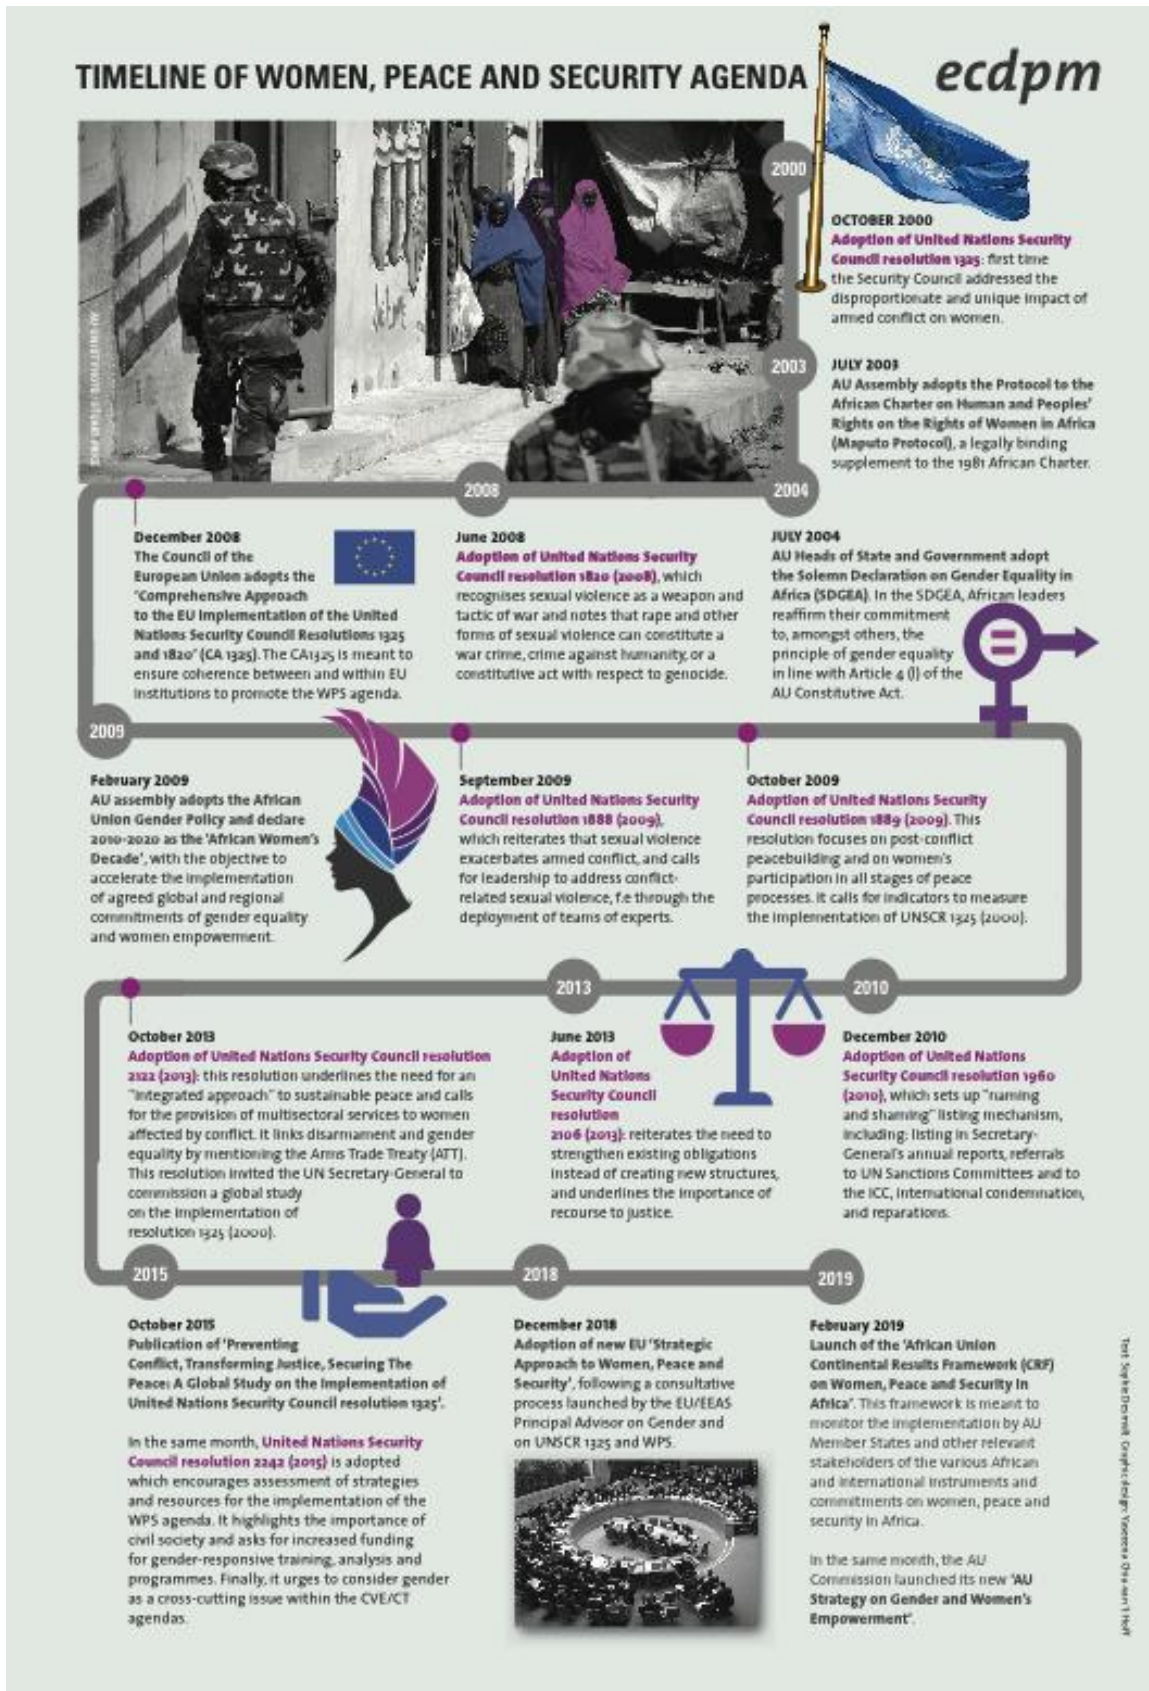 TIMELINE OF WOMEN, PEACE AND SECURITY AGENDA
ecdpm
2000
OCTOBER 2000
Adoption of United Nations Security
Council resolution 1325: first time
the Security Council addressed the
disproportionate and unique impact of
armed conflict on women.
2003
JULY 2003
AU Assembly adopts the Protocol to the
African Charter on Human and Peoples'
Rights on the Rights of Women in Africa
(Maputo Protocol), a legally binding
supplement to the 1981 African Charter.
2004
JULY 2004
AU Heads of State and Government adopt
the Solemn Declaration on Gender Equality in
Africa (SDGEA). In the SDGEA, African leaders
reaffirm their commitment
to, amongst others, the
principle of gender equality
in line with Article 4 (l) of the
AU Constitutive Act.
2008
June 2008
Adoption of United Nations Security
Council resolution 1820 (2008), which
recognises sexual violence as a weapon and
tactic of war and notes that rape and other
forms of sexual violence can constitute a
war crime, crime against humanity, or a
constitutive act with respect to genocide.
December 2008
The Council of the
European Union adopts the
"Comprehensive Approach
to the EU Implementation of the United
Nations Security Council Resolutions 1325
and 1820" (CA 1325). The CA1325 is meant to
ensure coherence between and within EU
institutions to promote the WPS agenda.
2009
February 2009
AU assembly adopts the African
Union Gender Policy and declare
2010-2020 as the 'African Women's
Decade', with the objective to
accelerate the implementation
of agreed global and regional
commitments of gender equality
and women empowerment.
September 2009
Adoption of United Nations Security
Council resolution 1888 (2009),
which reiterates that sexual violence
exacerbates armed conflict, and calls
for leadership to address conflict-
related sexual violence, f.e through the
deployment of teams of experts.
October 2009
Adoption of United Nations Security
Council resolution 1889 (2009). This
resolution focuses on post-conflict
peacebuilding and on women's
participation in all stages of peace
processes. It calls for indicators to measure
the implementation of UNSCR 1325 (2000).
2010
December 2010
Adoption of United Nations
Security Council resolution 1960
(2010), which sets up "naming
and shaming" listing mechanism,
including: listing in Secretary-
General's annual reports, referrals
to UN Sanctions Committees and to
the ICC, international condemnation,
and reparations.
2013
June 2013
Adoption of
United Nations
Security Council
resolution
2106 (2013): reiterates the need to
strengthen existing obligations
instead of creating new structures,
and underlines the importance of
recourse to justice.
October 2013
Adoption of United Nations Security Council resolution
2122 (2013): this resolution underlines the need for an
"integrated approach" to sustainable peace and calls
for the provision of multisectoral services to women
affected by conflict. It links disarmament and gender
equality by mentioning the Arms Trade Treaty (ATT).
This resolution invited the UN Secretary-General to
commission a global study
on the implementation of
resolution 1325 (2000).
2015
October 2015
Publication of 'Preventing
Conflict, Transforming Justice, Securing The
Peace: A Global Study on the Implementation of
United Nations Security Council resolution 1325'.
In the same month, United Nations Security
Council resolution 2242 (2015) is adopted
which encourages assessment of strategies
and resources for the implementation of the
WPS agenda. It highlights the importance of
civil society and asks for increased funding
for gender-responsive training, analysis and
programmes. Finally, it urges to consider gender
as a cross-cutting issue within the CVE/CT
agendas.
2018
December 2018
Adoption of new EU 'Strategic
Approach to Women, Peace and
Security', following a consultative
process launched by the EU/EEAS
Principal Advisor on Gender and
on UNSCR 1325 and WPS.
2019
February 2019
Launch of the 'African Union
Continental Results Framework (CRF)
on Women, Peace and Security in
Africa'. This framework is meant to
monitor the implementation by AU
Member States and other relevant
stakeholders of the various African
and international instruments and
commitments on women, peace and
security in Africa.
In the same month, the AU
Commission launched its new 'AU
Strategy on Gender and Women's
Empowerment'.
Text: Sophie Desmidt Graphic design: Yaseena